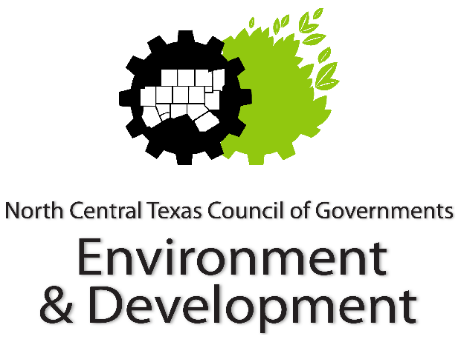 North Central Texas Council of Governments
Environment
& Development